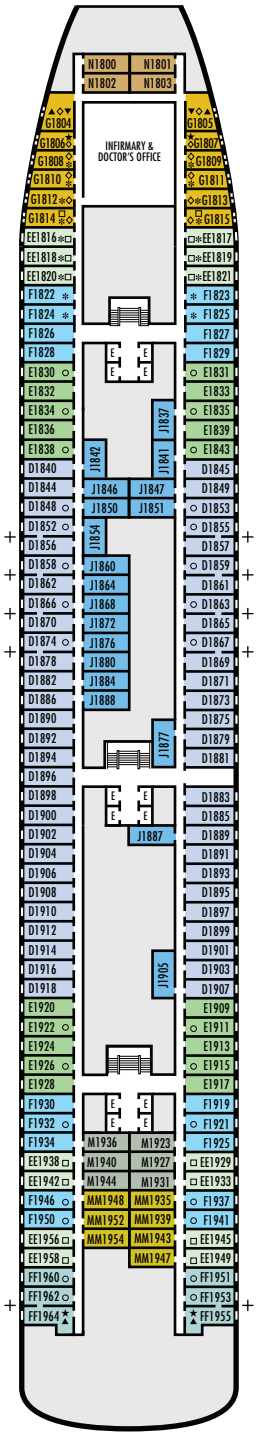 N1800 N1801
N1802 N1803
G1804 G1805
INFIRMARY &
DOCTOR'S OFFICE
G1806 G1807
G1808 G1809
G1810 G1811
G1812 G1813
G1814 G1815
EE1816 EE1817
EE1818 EE1819
EE1820 EE1821
F1822 F1823
F1824 F1825
F1826 F1827
F1828 E E F1829
E1830 E E E1831
E1832 E1833
E1834 J1837 E1835
E1836 E1839
E1838 J1842 J1841 E1843
D1840 D1845
D1844 J1846 J1847 D1849
D1848 J1850 J1851 D1853
D1852 J1854 D1855
D1856 D1857
D1858 J1860 D1859
D1862 J1864 D1861
D1866 J1868 D1863
D1870 J1872 D1865
D1874 J1876 D1867
D1878 J1880 D1869
D1882 J1884 D1871
D1886 J1888 D1873
D1890 D1875
D1892 J1877 D1879
D1894 D1881
D1896
D1898 E E D1883
D1900 E E D1885
D1902 J1887 D1889
D1904 D1891
D1906 D1893
D1908 D1895
D1910 D1897
D1912 D1899
D1914 D1901
D1916 J1905 D1903
D1918 D1907
E1920 E1909
E1922 E1911
E1924 E1913
E1926 E1915
E1928 E1917
F1930 E E F1919
F1932 E E F1921
F1934 M1936 M1923 F1925
EE1938 M1940 M1927 EE1929
EE1942 M1944 M1931 EE1933
F1946 MM1948 MM1935 F1937
F1950 MM1952 MM1939 F1941
EE1956 MM1954 MM1943 EE1945
EE1958 MM1947 EE1949
FF1960 FF1951
FF1962 FF1953
FF1964 FF1955